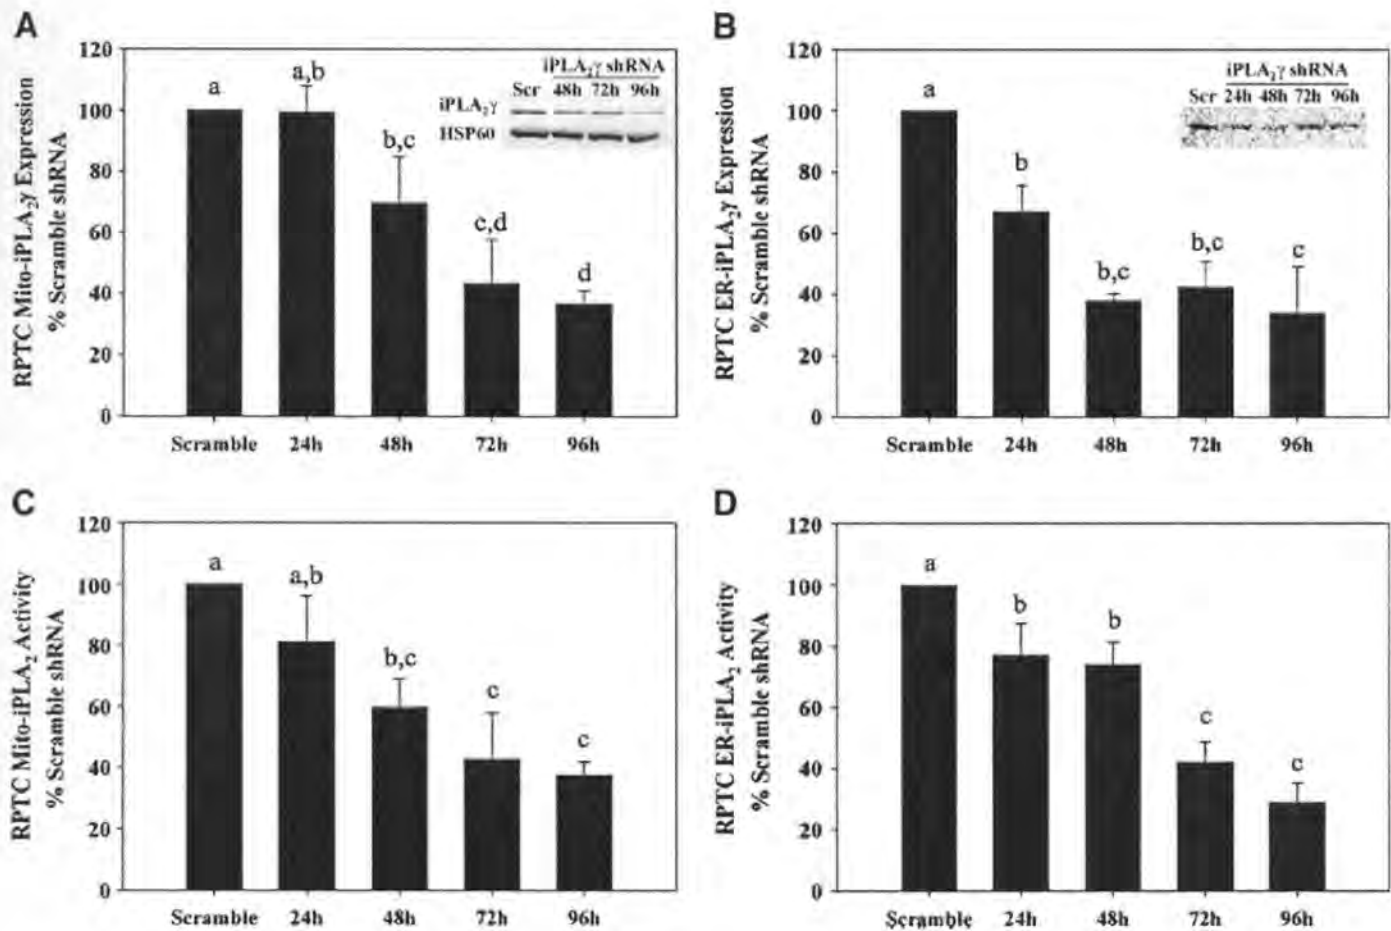 A
RPTC Mito-iPLA₂γ Expression
% Scramble shRNA
120
100
80
60
40
20
0
a
a,b
b,c
c,d
d
iPLA₂γ shRNA
Scr 48h 72h 96h
iPLA₂γ
HSP60
Scramble 24h 48h 72h 96h
B
RPTC ER-iPLA₂γ Expression
% Scramble shRNA
120
100
80
60
40
20
0
a
b
b,c
b,c
c
iPLA₂γ shRNA
Scr 24h 48h 72h 96h
Scramble 24h 48h 72h 96h
C
RPTC Mito-iPLA₂ Activity
% Scramble shRNA
120
100
80
60
40
20
0
a
a,b
b,c
c
c
Scramble 24h 48h 72h 96h
D
RPTC ER-iPLA₂ Activity
% Scramble shRNA
120
100
80
60
40
20
0
a
b
b
c
c
Scramble 24h 48h 72h 96h